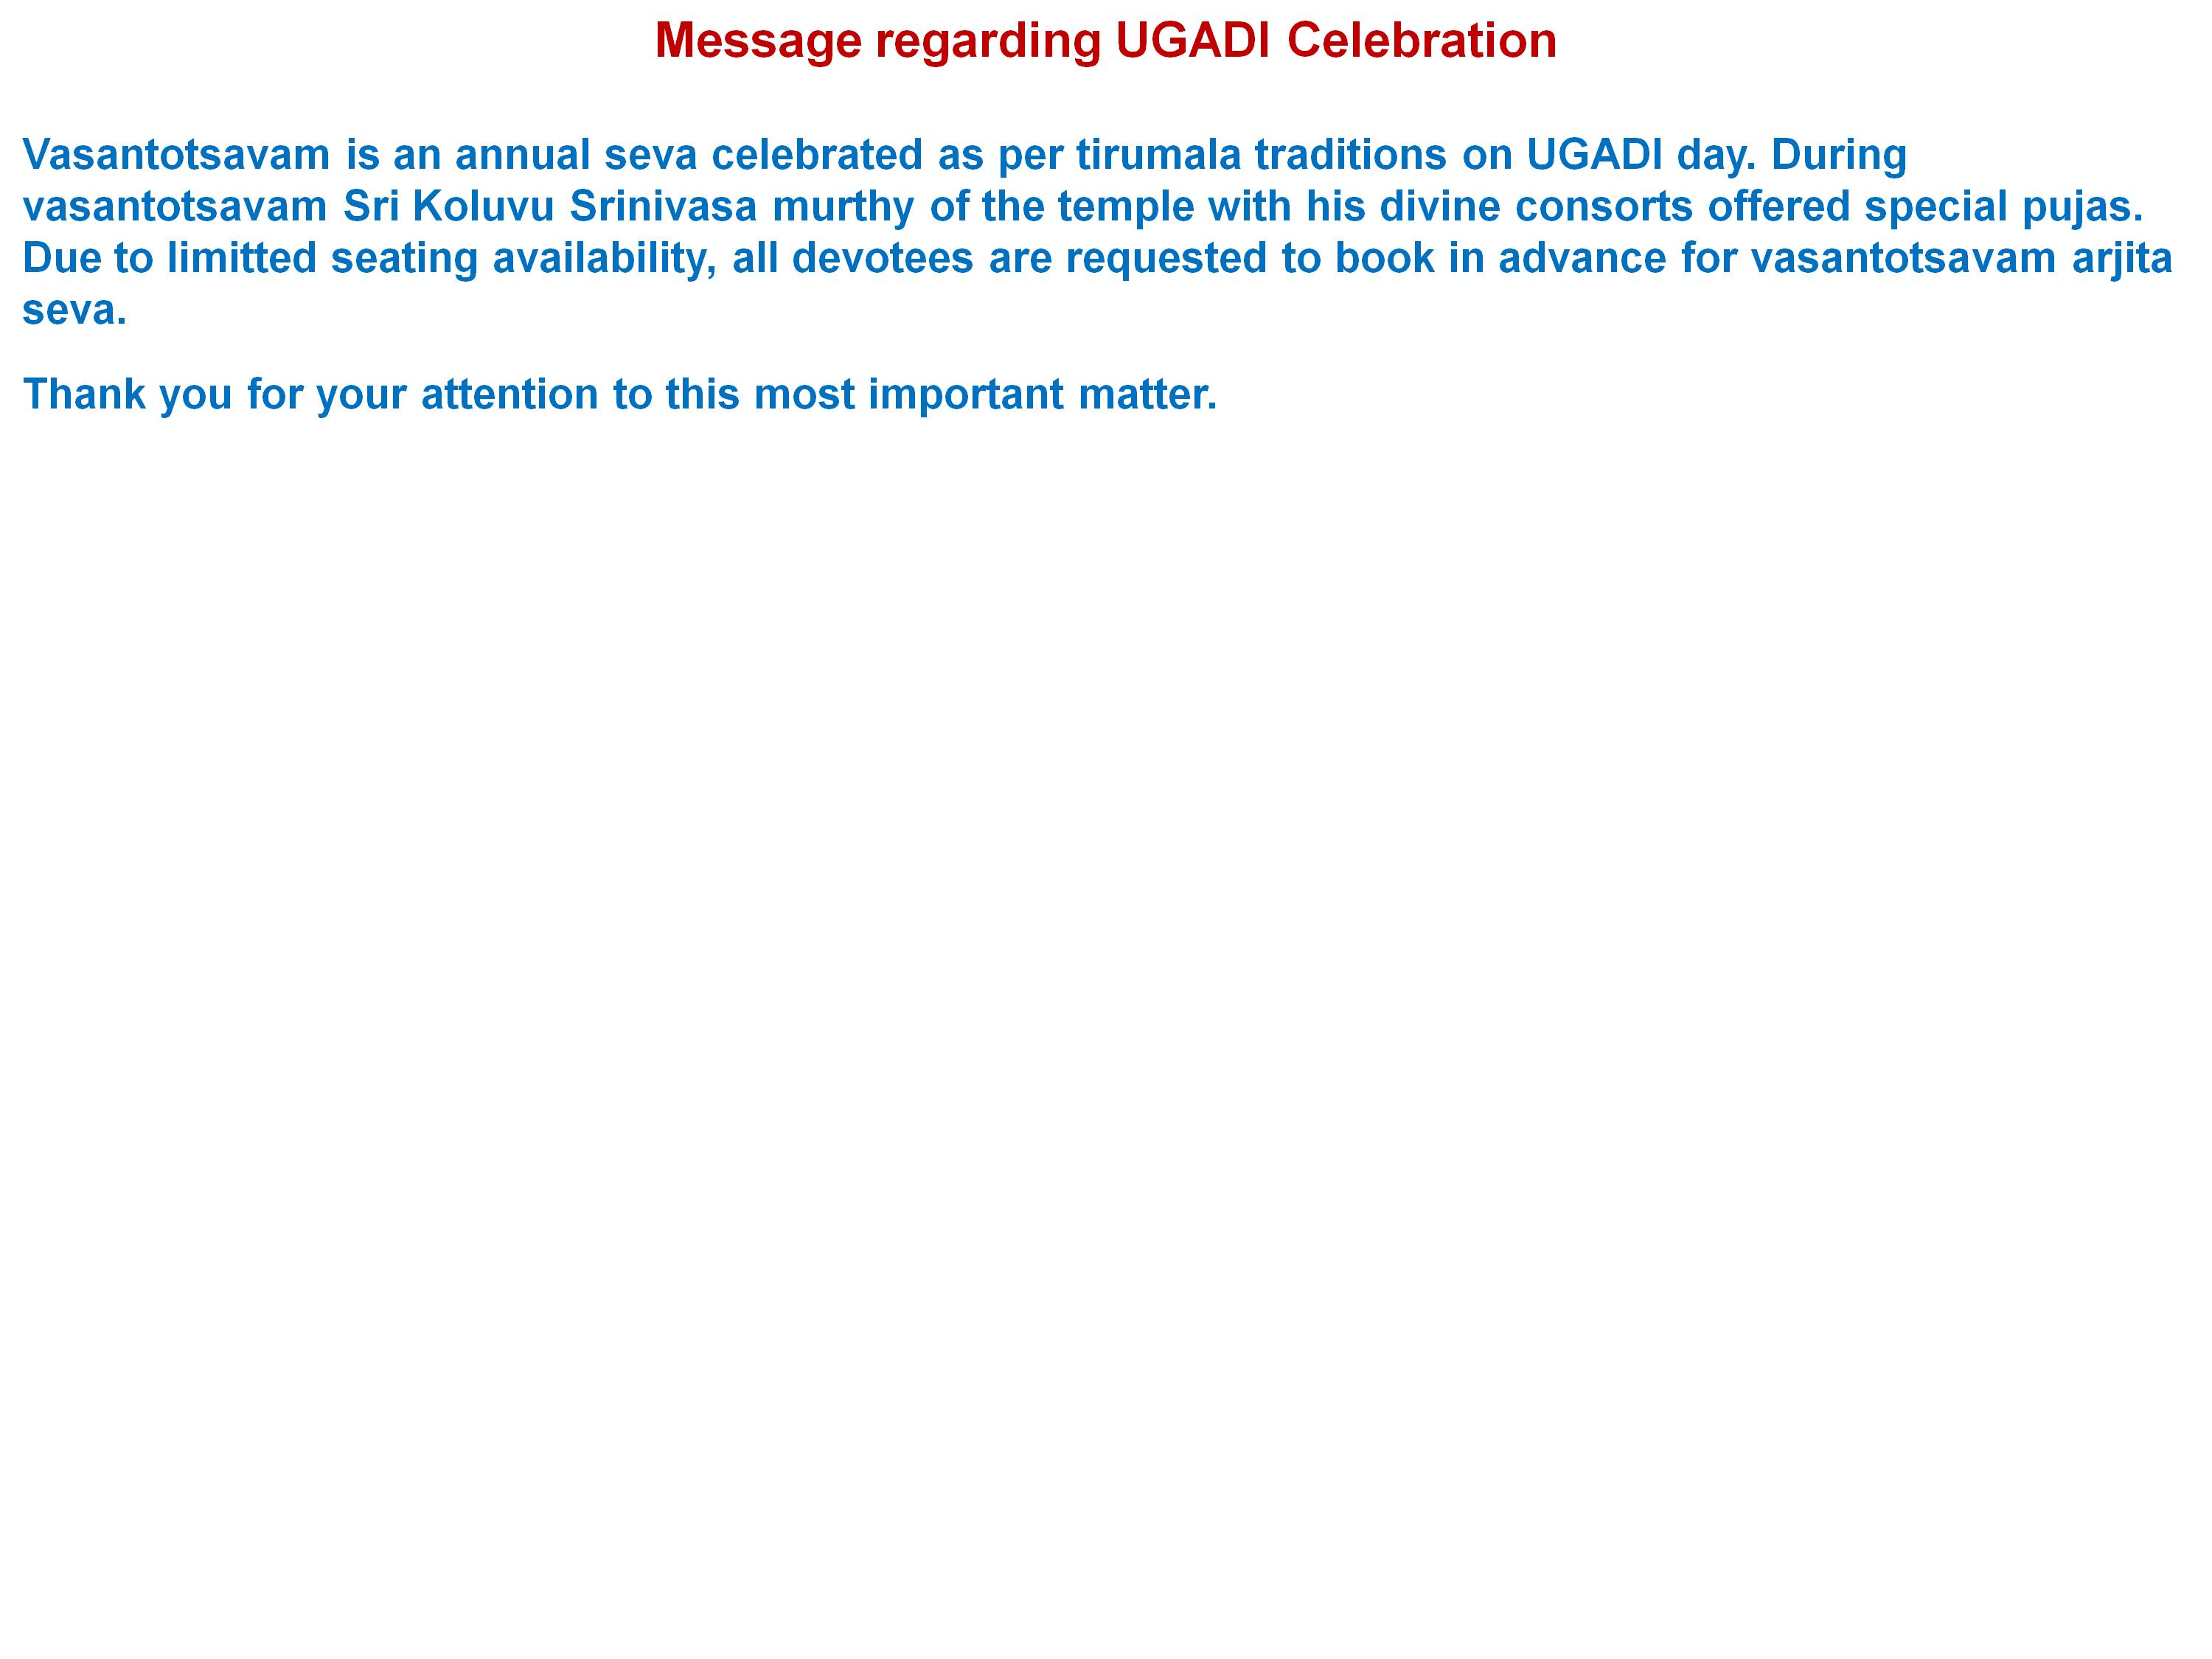 Message regarding UGADI Celebration
Vasantotsavam is an annual seva celebrated as per tirumala traditions on UGADI day. During
vasantotsavam Sri Koluvu Srinivasa murthy of the temple with his divine consorts offered special pujas.
Due to limitted seating availability, all devotees are requested to book in advance for vasantotsavam arjita
seva.
Thank you for your attention to this most important matter.